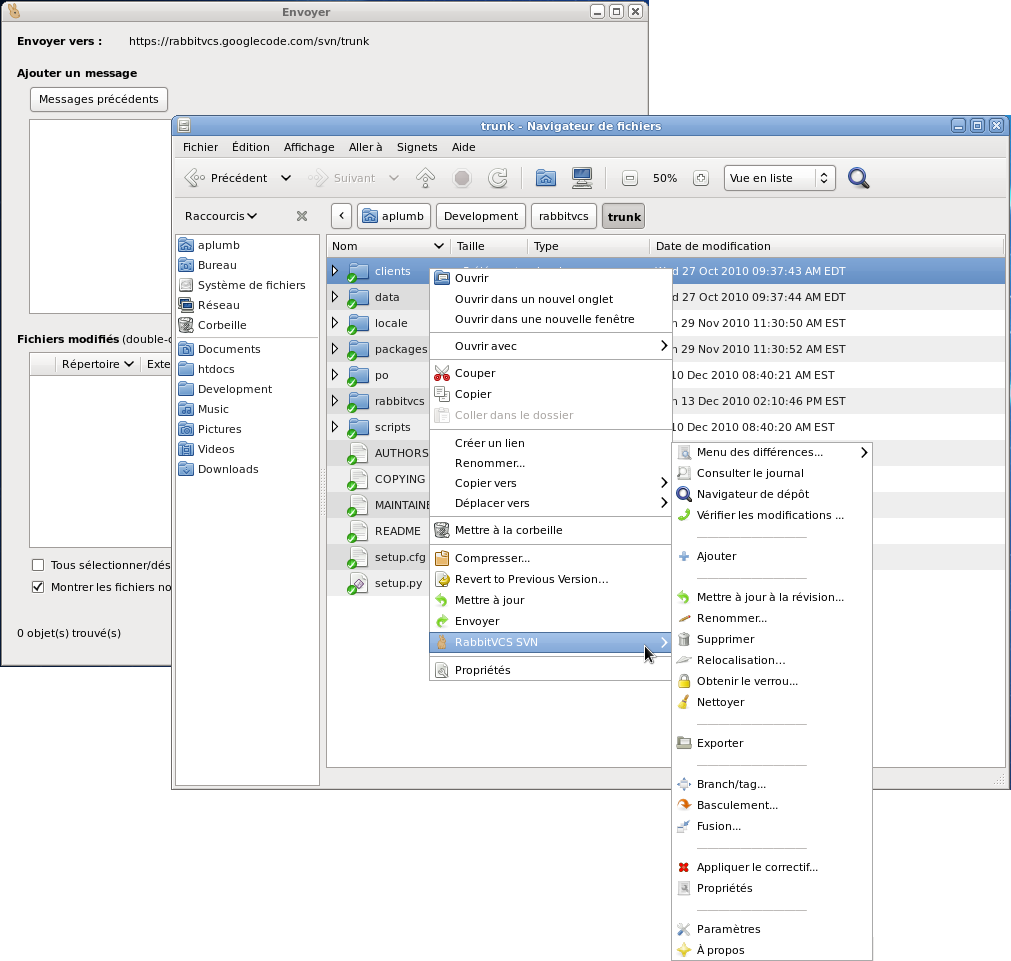 Envoyer
Envoyer vers : https://rabbitvcs.googlecode.com/svn/trunk
Ajouter un message
Messages précédents
Fichiers modifiés (double-c
Répertoire Exte
Tous sélectionner/dés
Montrer les fichiers no
0 objet(s) trouvé(s)
trunk - Navigateur de fichiers
Fichier Édition Affichage Aller à Signets Aide
Précédent Suivant 50% Vue en liste
Raccourcis aplumb Development rabbitvcs trunk
aplumb
Bureau
Système de fichiers
Réseau
Corbeille
Documents
htdocs
Development
Music
Pictures
Videos
Downloads
Nom Taille Type Date de modification
clients d 27 Oct 2010 09:37:43 AM EDT
data d 27 Oct 2010 09:37:44 AM EDT
locale n 29 Nov 2010 11:30:50 AM EST
packages n 29 Nov 2010 11:30:52 AM EST
po 10 Dec 2010 08:40:21 AM EST
rabbitvcs n 13 Dec 2010 02:10:46 PM EST
scripts 10 Dec 2010 08:40:20 AM EST
AUTHORS
COPYING
MAINTAINE
README
setup.cfg
setup.py
Ouvrir
Ouvrir dans un nouvel onglet
Ouvrir dans une nouvelle fenêtre
Ouvrir avec
Couper
Copier
Coller dans le dossier
Créer un lien
Renommer...
Copier vers
Déplacer vers
Mettre à la corbeille
Compresser...
Revert to Previous Version...
Mettre à jour
Envoyer
RabbitVCS SVN
Propriétés
Menu des différences...
Consulter le journal
Navigateur de dépôt
Vérifier les modifications ...
Ajouter
Mettre à jour à la révision...
Renommer...
Supprimer
Relocalisation...
Obtenir le verrou...
Nettoyer
Exporter
Branch/tag...
Basculement...
Fusion...
Appliquer le correctif...
Propriétés
Paramètres
À propos